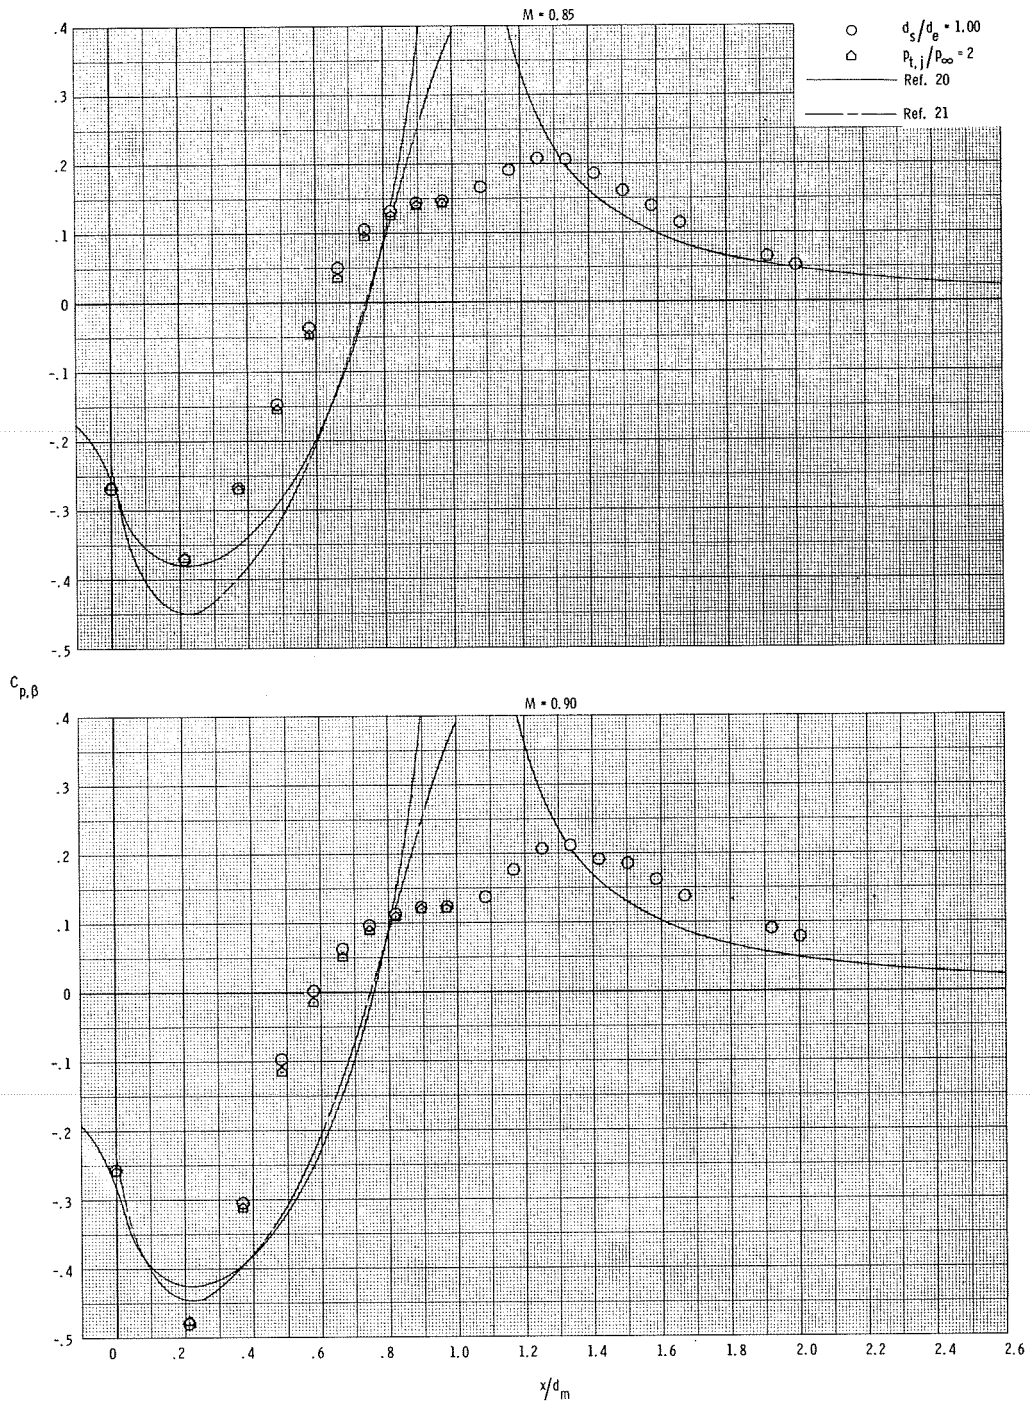 M = 0.85
d_s/d_e = 1.00
p_t,j/p_∞ = 2
Ref. 20
Ref. 21
.4
.3
.2
.1
0
-.1
-.2
-.3
-.4
-.5
C_p,β
M = 0.90
.4
.3
.2
.1
0
-.1
-.2
-.3
-.4
-.5
0 .2 .4 .6 .8 1.0 1.2 1.4 1.6 1.8 2.0 2.2 2.4 2.6
x/d_m